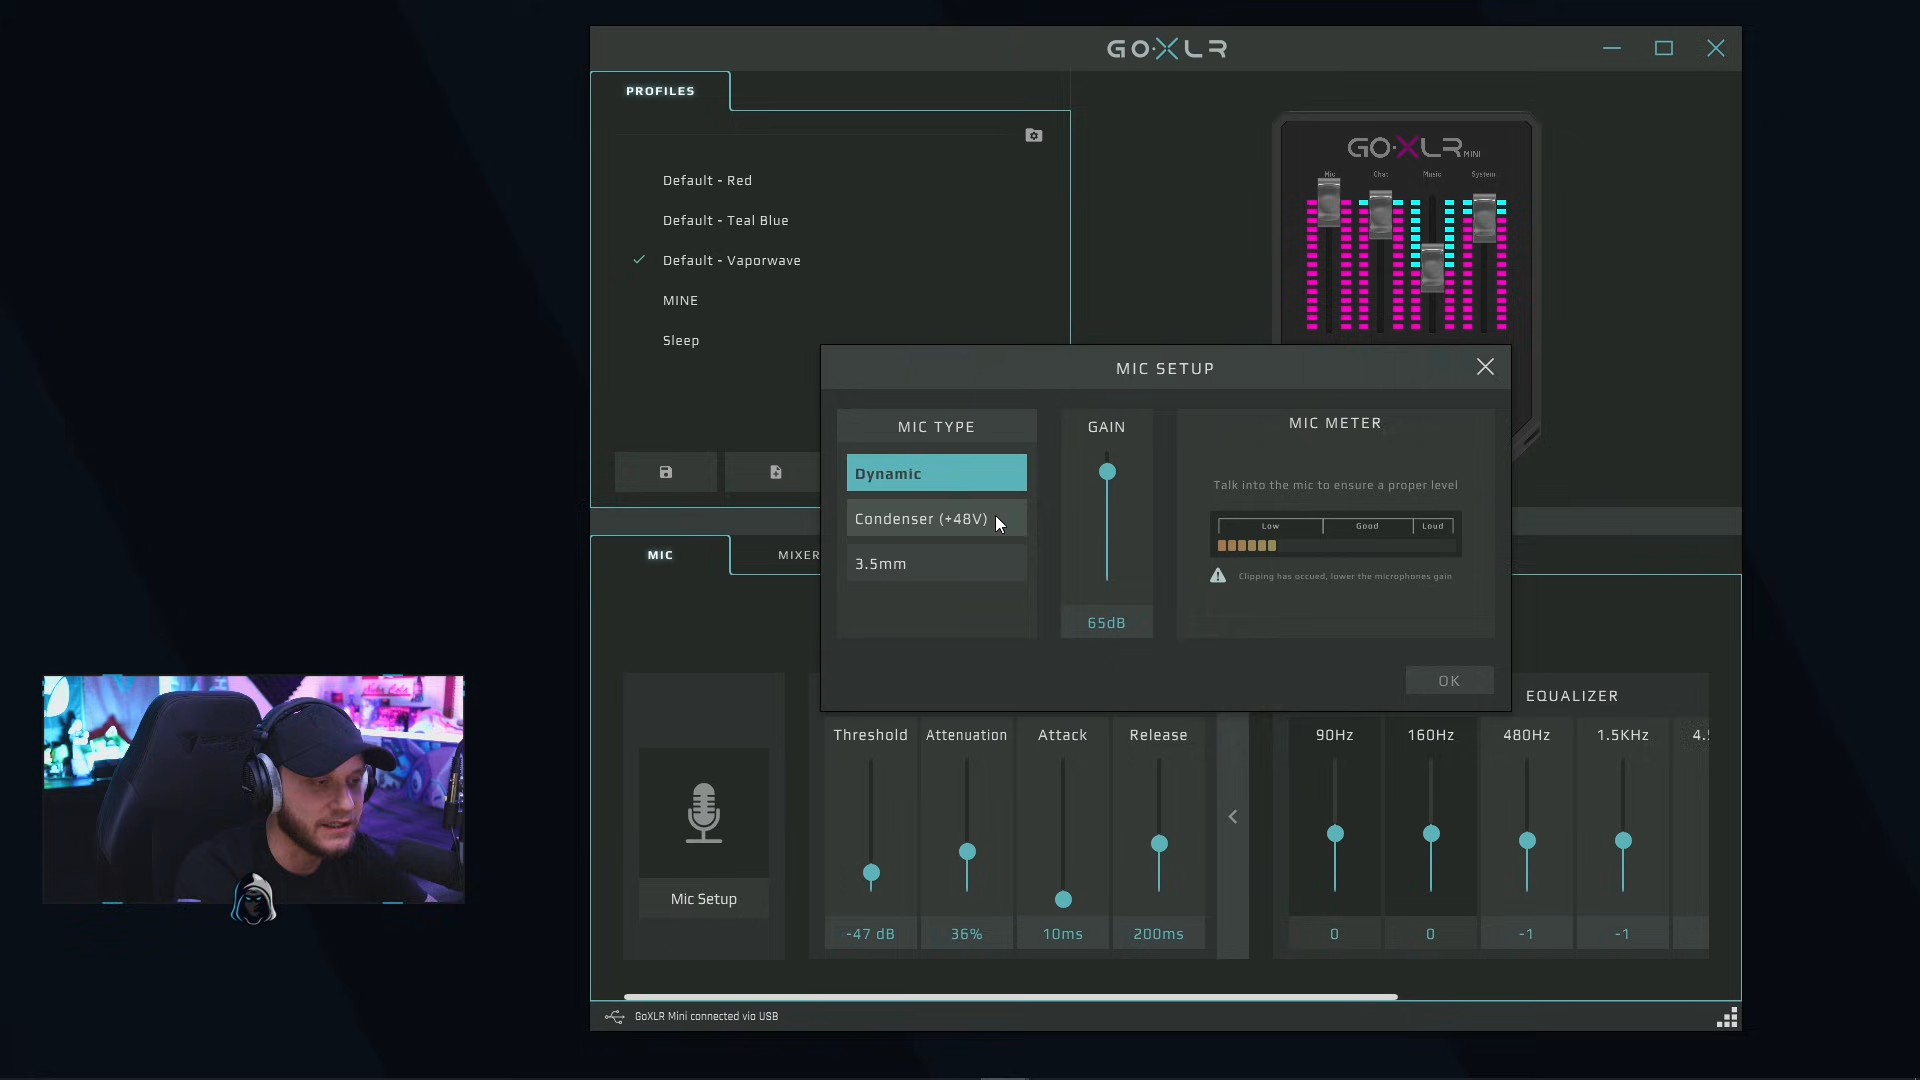 GO·XLR
PROFILES
Default - Red
Default - Teal Blue
Default - Vaporwave
MINE
Sleep
GO·XLR MINI
Mic Chat Music System
MIC SETUP
MIC TYPE
Dynamic
Condenser (+48V)
3.5mm
GAIN
65dB
MIC METER
Talk into the mic to ensure a proper level
Low Good Loud
Clipping has accued, lower the microphones gain
OK
MIC
MIXER
Mic Setup
Threshold Attenuation Attack Release
-47 dB 36% 10ms 200ms
EQUALIZER
90Hz 160Hz 480Hz 1.5KHz
0 0 -1 -1
GoXLR Mini connected via USB